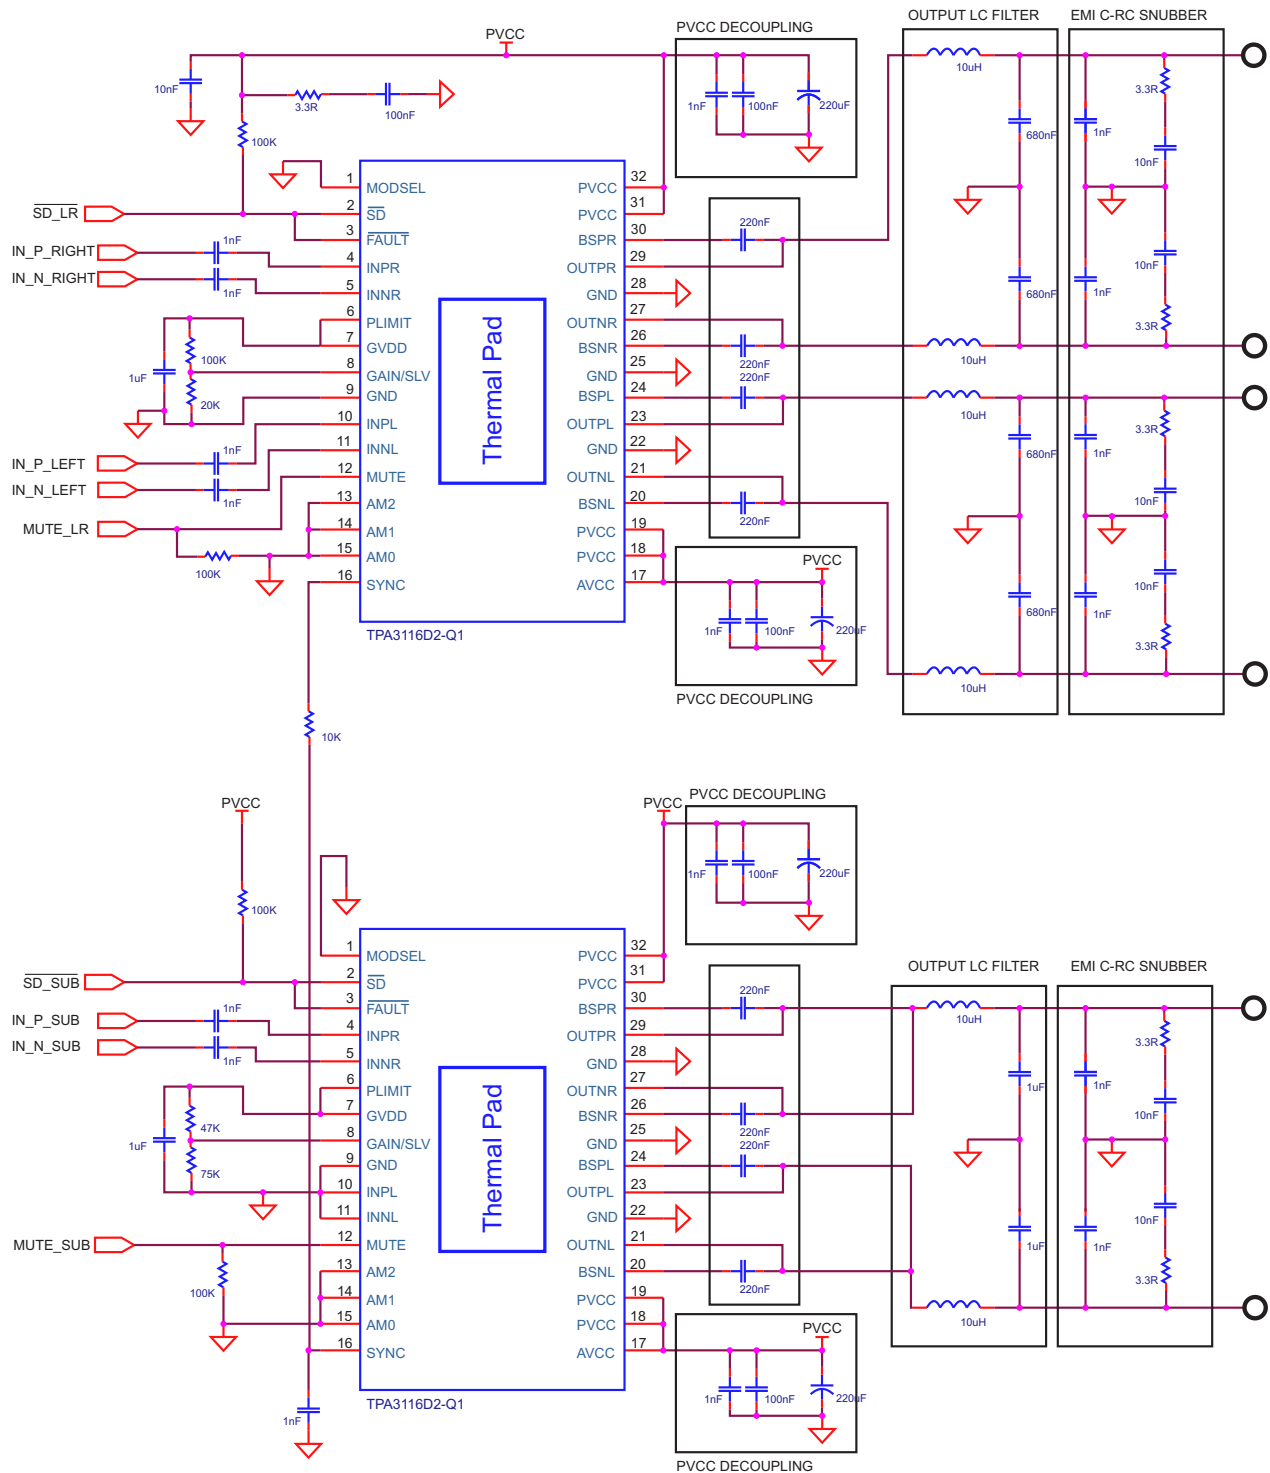 OUTPUT LC FILTER
EMI C-RC SNUBBER
PVCC
PVCC DECOUPLING
10nF
3.3R
100nF
100K
1nF
100nF
220uF
10uH
680nF
1nF
3.3R
10nF
SD_LR
IN_P_RIGHT
IN_N_RIGHT
1nF
1nF
1uF
100K
20K
IN_P_LEFT
IN_N_LEFT
1nF
1nF
MUTE_LR
100K
1 MODSEL
2 SD
3 FAULT
4 INPR
5 INNR
6 PLIMIT
7 GVDD
8 GAIN/SLV
9 GND
10 INPL
11 INNL
12 MUTE
13 AM2
14 AM1
15 AM0
16 SYNC
Thermal Pad
PVCC 32
PVCC 31
BSPR 30
OUTPR 29
GND 28
OUTNR 27
BSNR 26
GND 25
BSPL 24
OUTPL 23
GND 22
OUTNL 21
BSNL 20
PVCC 19
PVCC 18
AVCC 17
TPA3116D2-Q1
220nF
220nF
220nF
220nF
680nF
1nF
10nF
3.3R
10uH
10uH
680nF
1nF
3.3R
10nF
680nF
1nF
10nF
3.3R
10uH
PVCC
1nF
100nF
220uF
PVCC DECOUPLING
10K
PVCC
100K
PVCC
PVCC DECOUPLING
1nF
100nF
220uF
SD_SUB
IN_P_SUB
IN_N_SUB
1nF
1nF
1uF
47K
75K
MUTE_SUB
100K
1nF
1 MODSEL
2 SD
3 FAULT
4 INPR
5 INNR
6 PLIMIT
7 GVDD
8 GAIN/SLV
9 GND
10 INPL
11 INNL
12 MUTE
13 AM2
14 AM1
15 AM0
16 SYNC
Thermal Pad
PVCC 32
PVCC 31
BSPR 30
OUTPR 29
GND 28
OUTNR 27
BSNR 26
GND 25
BSPL 24
OUTPL 23
GND 22
OUTNL 21
BSNL 20
PVCC 19
PVCC 18
AVCC 17
TPA3116D2-Q1
220nF
220nF
220nF
220nF
OUTPUT LC FILTER
EMI C-RC SNUBBER
10uH
1uF
1nF
3.3R
10nF
1uF
1nF
10nF
3.3R
10uH
PVCC
1nF
100nF
220uF
PVCC DECOUPLING